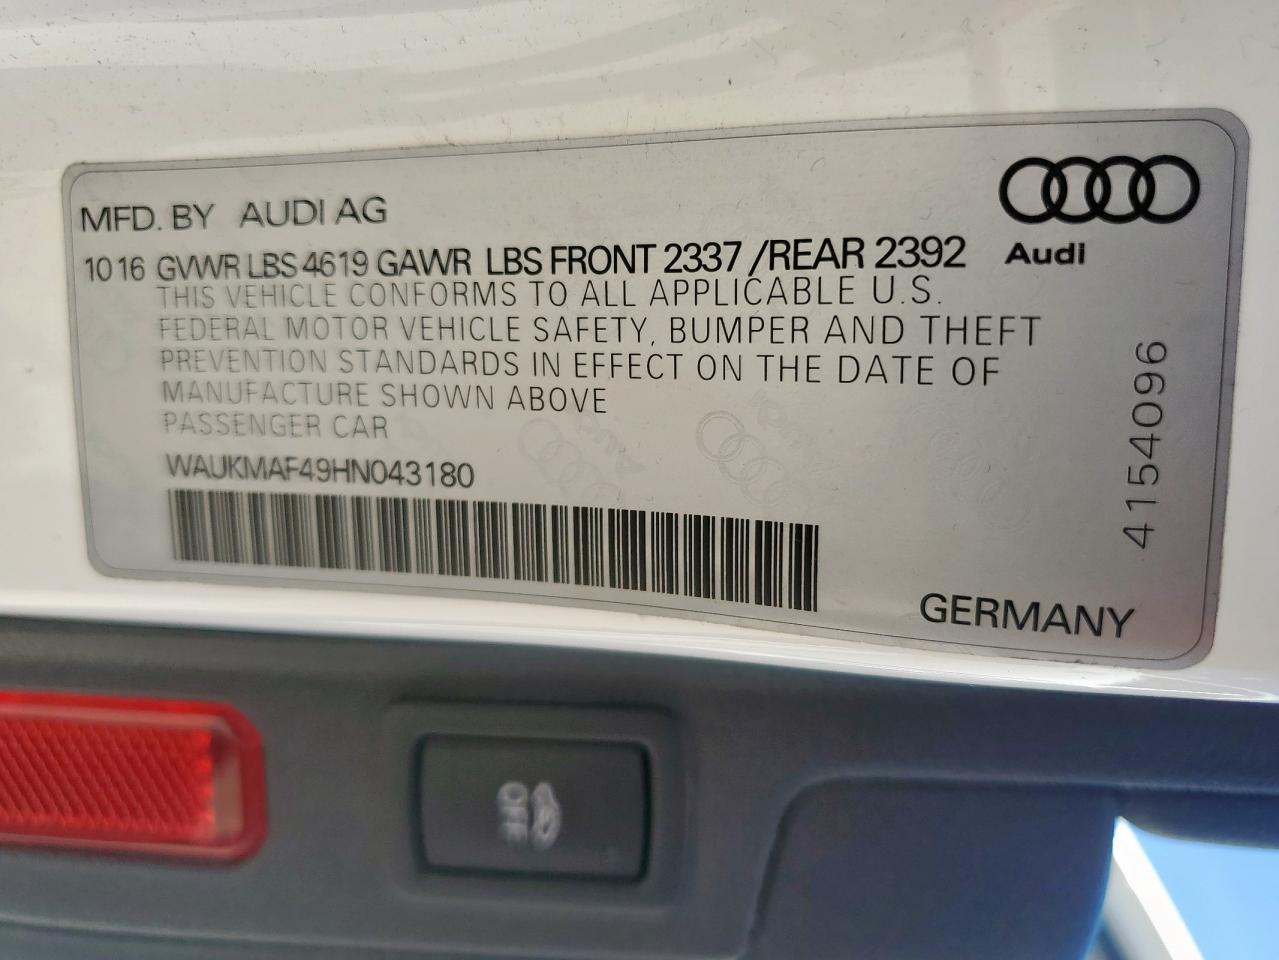 MFD. BY AUDI AG
Audi
10 16 GVWR LBS 4619 GAWR LBS FRONT 2337 /REAR 2392
THIS VEHICLE CONFORMS TO ALL APPLICABLE U.S.
FEDERAL MOTOR VEHICLE SAFETY, BUMPER AND THEFT
PREVENTION STANDARDS IN EFFECT ON THE DATE OF
MANUFACTURE SHOWN ABOVE
PASSENGER CAR
WAUKMAF49HN043180
4154096
GERMANY
OFF